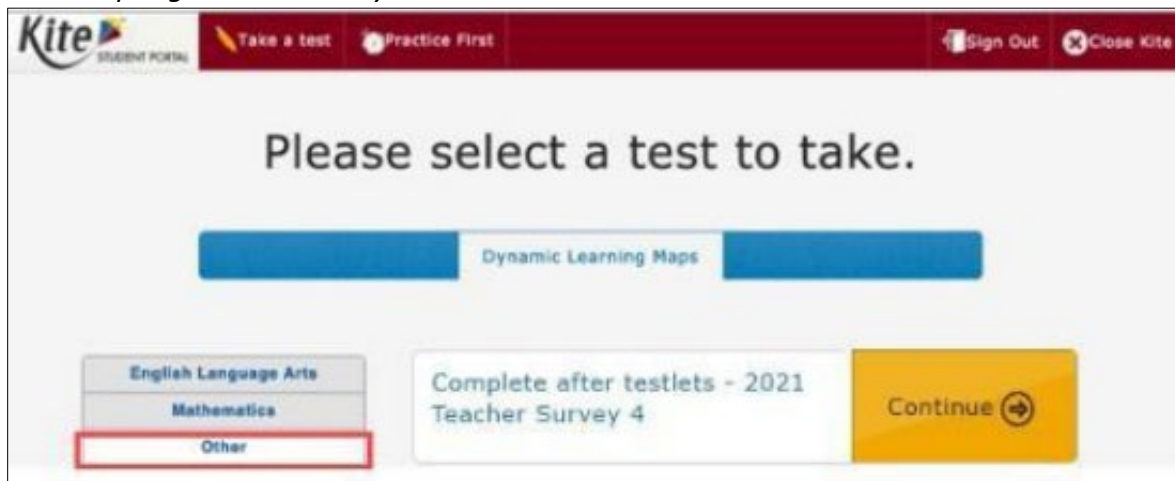 Kite
STUDENT PORTAL
Take a test
Practice First
Sign Out
Close Kite
Please select a test to take.
Dynamic Learning Maps
English Language Arts
Mathematics
Other
Complete after testlets - 2021
Teacher Survey 4
Continue